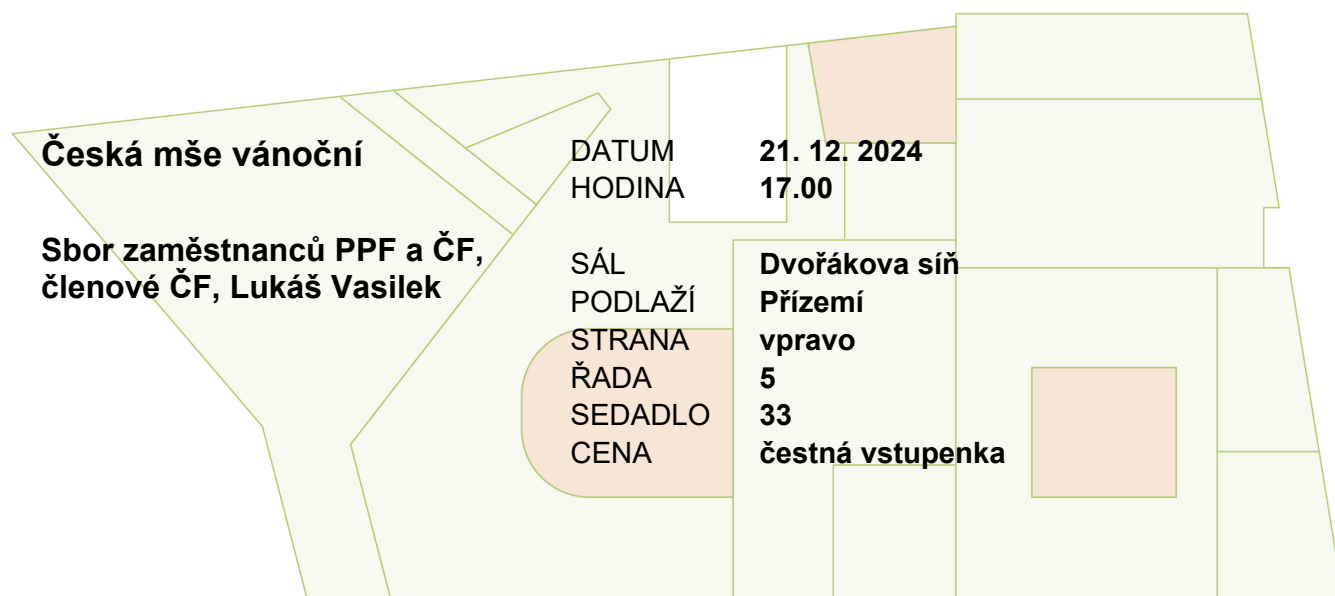 Česká mše vánoční
Sbor zaměstnanců PPF a ČF,
členové ČF, Lukáš Vasilek
DATUM 21. 12. 2024
HODINA 17.00
SÁL Dvořákova síň
PODLAŽÍ Přízemí
STRANA vpravo
ŘADA 5
SEDADLO 33
CENA čestná vstupenka